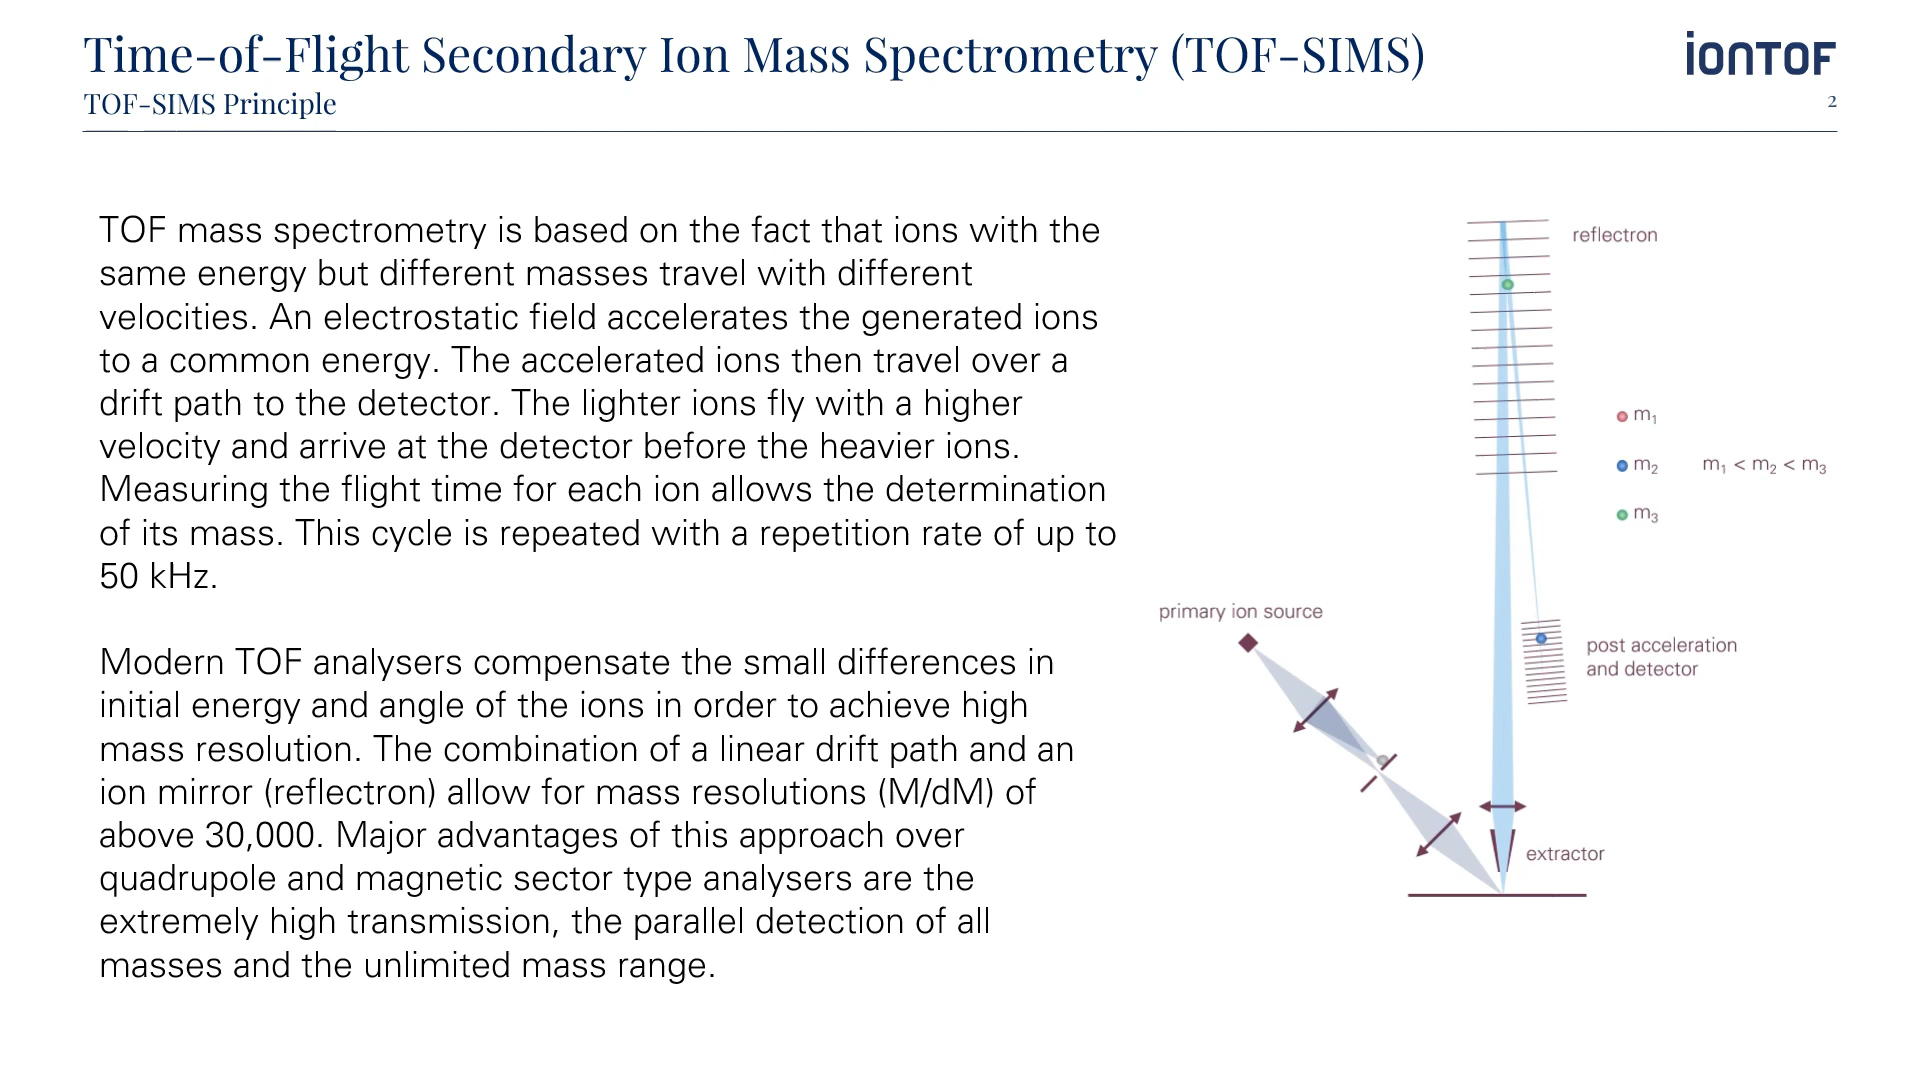 Time-of-Flight Secondary Ion Mass Spectrometry (TOF-SIMS)
ionTOF
TOF-SIMS Principle
2
TOF mass spectrometry is based on the fact that ions with the
same energy but different masses travel with different
velocities. An electrostatic field accelerates the generated ions
to a common energy. The accelerated ions then travel over a
drift path to the detector. The lighter ions fly with a higher
velocity and arrive at the detector before the heavier ions.
Measuring the flight time for each ion allows the determination
of its mass. This cycle is repeated with a repetition rate of up to
50 kHz.
Modern TOF analysers compensate the small differences in
initial energy and angle of the ions in order to achieve high
mass resolution. The combination of a linear drift path and an
ion mirror (reflectron) allow for mass resolutions (M/dM) of
above 30,000. Major advantages of this approach over
quadrupole and magnetic sector type analysers are the
extremely high transmission, the parallel detection of all
masses and the unlimited mass range.
reflectron
m₁
m₂
m₁ < m₂ < m₃
m₃
primary ion source
post acceleration
and detector
extractor